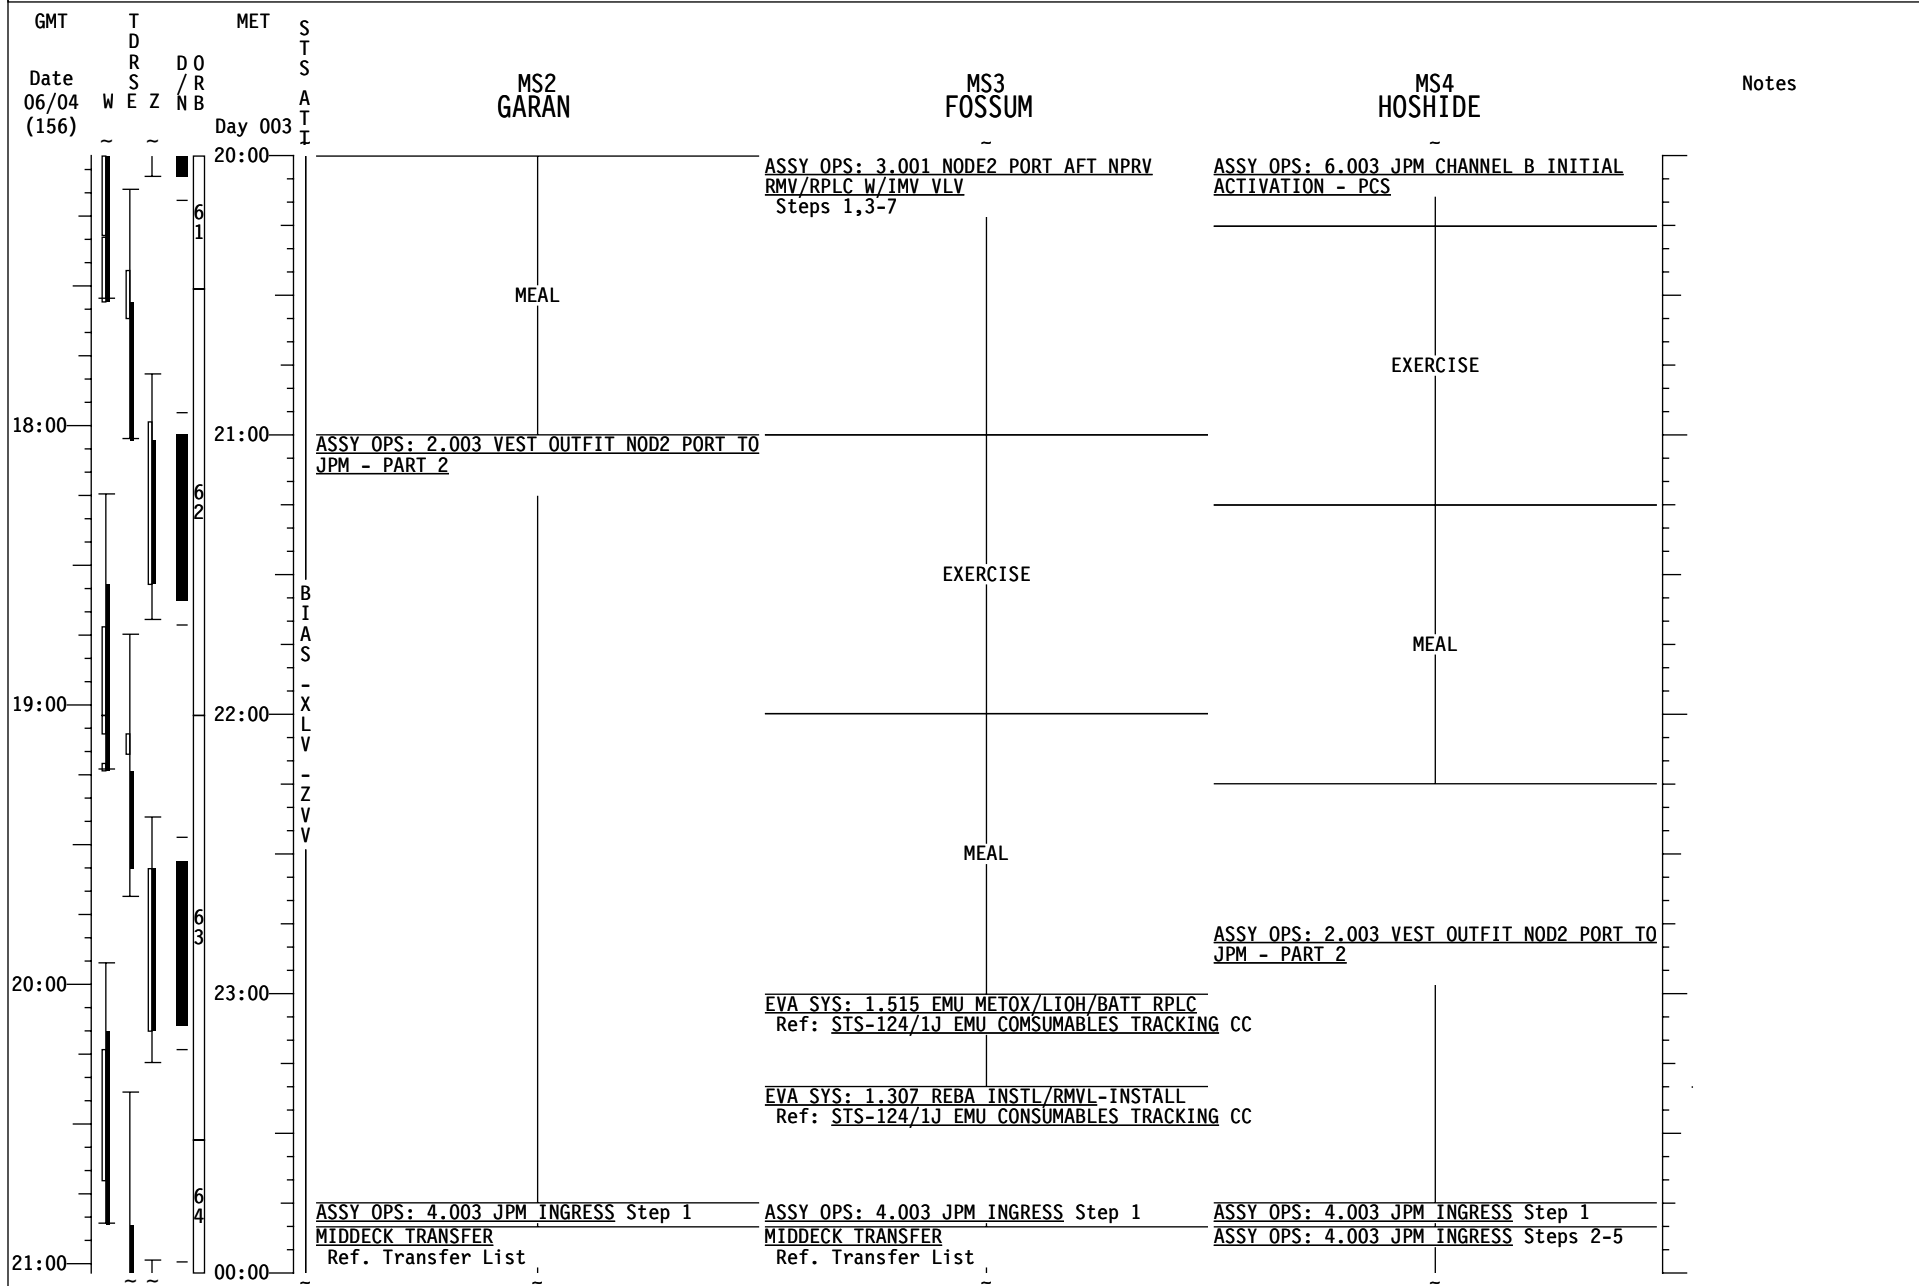 GMT
TDRSE
MET
STS ATT
D/N
ORB
Date
06/04
(156)
W E Z
Day 003
MS2
GARAN
MS3
FOSSUM
MS4
HOSHIDE
Notes
~ ~ ~ ~
20:00
ASSY OPS: 3.001 NODE2 PORT AFT NPRV
RMV/RPLC W/IMV VLV
Steps 1,3-7
ASSY OPS: 6.003 JPM CHANNEL B INITIAL
ACTIVATION - PCS
61
MEAL
EXERCISE
18:00
21:00
ASSY OPS: 2.003 VEST OUTFIT NOD2 PORT TO
JPM - PART 2
62
EXERCISE
BIAS -XLV -ZVV
MEAL
19:00
22:00
MEAL
63
ASSY OPS: 2.003 VEST OUTFIT NOD2 PORT TO
JPM - PART 2
20:00
23:00
EVA SYS: 1.515 EMU METOX/LIOH/BATT RPLC
Ref: STS-124/1J EMU COMSUMABLES TRACKING CC
EVA SYS: 1.307 REBA INSTL/RMVL-INSTALL
Ref: STS-124/1J EMU CONSUMABLES TRACKING CC
64
ASSY OPS: 4.003 JPM INGRESS Step 1
ASSY OPS: 4.003 JPM INGRESS Step 1
ASSY OPS: 4.003 JPM INGRESS Step 1
MIDDECK TRANSFER
Ref. Transfer List
MIDDECK TRANSFER
Ref. Transfer List
ASSY OPS: 4.003 JPM INGRESS Steps 2-5
21:00
00:00
~ ~ ~ ~ ~ ~